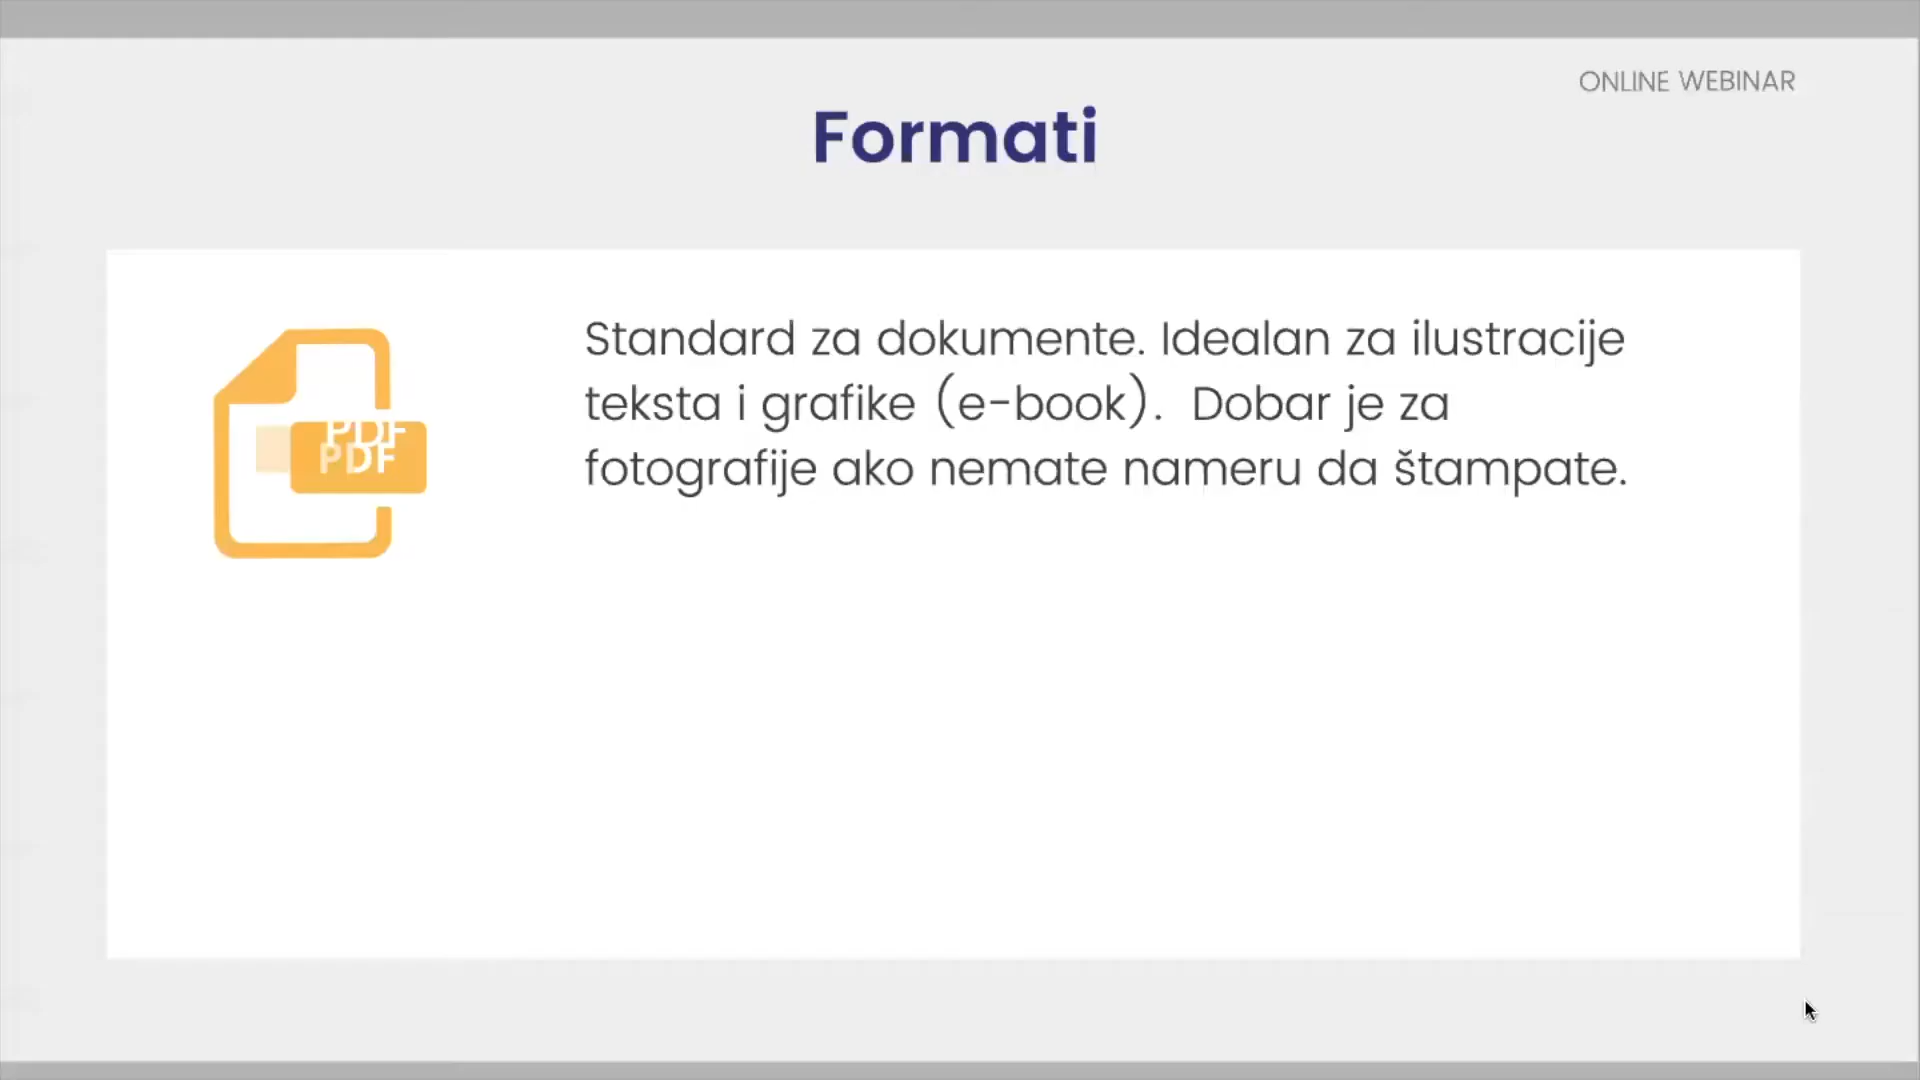 ONLINE WEBINAR
Formati
Standard za dokumente. Idealan za ilustracije
teksta i grafike (e-book).  Dobar je za
fotografije ako nemate nameru da štampate.
PDF
PDF